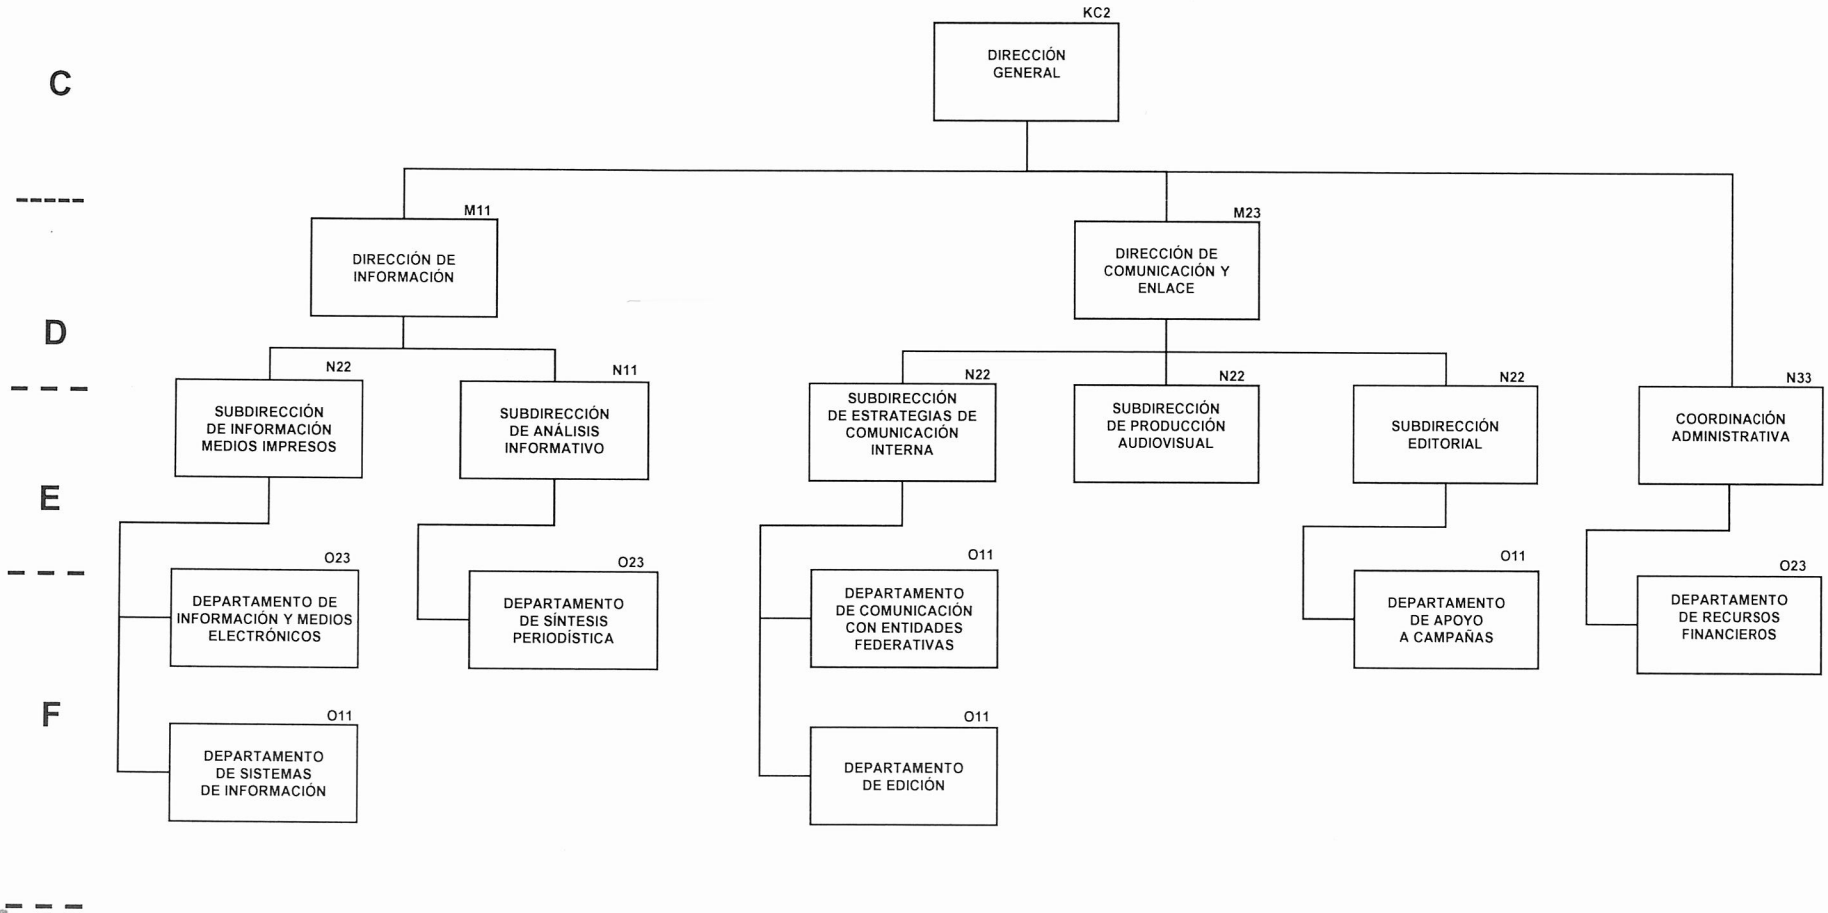 KC2
DIRECCIÓN
GENERAL
C
M11
DIRECCIÓN DE
INFORMACIÓN
M23
DIRECCIÓN DE
COMUNICACIÓN Y
ENLACE
D
N22
SUBDIRECCIÓN
DE INFORMACIÓN
MEDIOS IMPRESOS
N11
SUBDIRECCIÓN
DE ANÁLISIS
INFORMATIVO
N22
SUBDIRECCIÓN
DE ESTRATEGIAS DE
COMUNICACIÓN
INTERNA
N22
SUBDIRECCIÓN
DE PRODUCCIÓN
AUDIOVISUAL
N22
SUBDIRECCIÓN
EDITORIAL
N33
COORDINACIÓN
ADMINISTRATIVA
E
O23
DEPARTAMENTO DE
INFORMACIÓN Y MEDIOS
ELECTRÓNICOS
O23
DEPARTAMENTO
DE SÍNTESIS
PERIODÍSTICA
O11
DEPARTAMENTO
DE COMUNICACIÓN
CON ENTIDADES
FEDERATIVAS
O11
DEPARTAMENTO
DE APOYO
A CAMPAÑAS
O23
DEPARTAMENTO
DE RECURSOS
FINANCIEROS
F
O11
DEPARTAMENTO
DE SISTEMAS
DE INFORMACIÓN
O11
DEPARTAMENTO
DE EDICIÓN